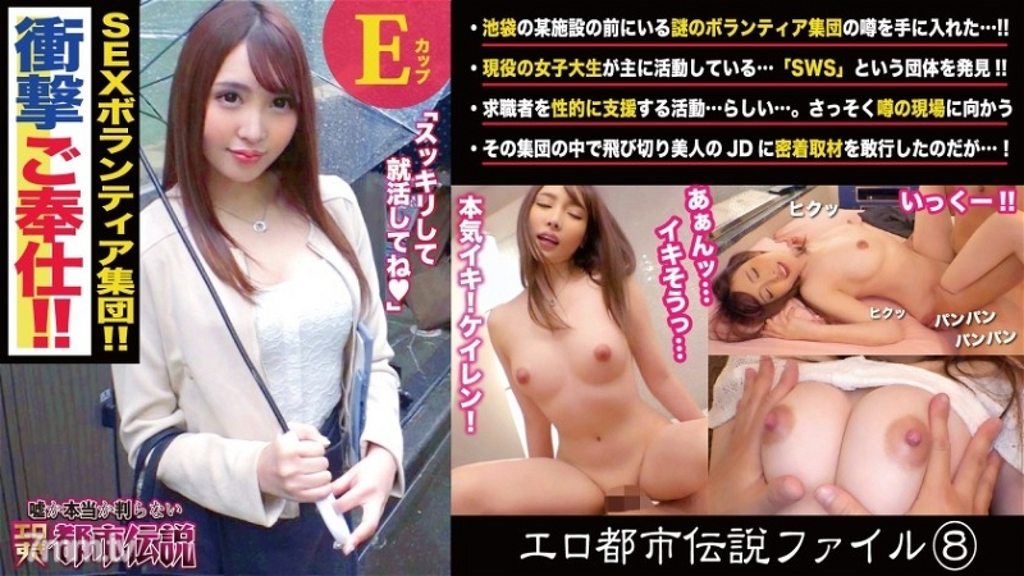 SEXボランティア集団!!
衝撃ご奉仕!!
Eカップ
「スッキリして
就活してね♥」
・池袋の某施設の前にいる謎のボランティア集団の噂を手に入れた…!!
・現役の女子大生が主に活動している…「SWS」という団体を発見!!
・求職者を性的に支援する活動…らしい…。さっそく噂の現場に向かう
・その集団の中で飛び切り美人のJDに密着取材を敢行したのだが…!
本気イキ!ケイレン!
あぁんッ…
イキそうっ…
ヒクッ
いっくー!!
ヒクッ
パンパン
パンパン
嘘か本当か判らない
都市伝説
エロ都市伝説ファイル⑧